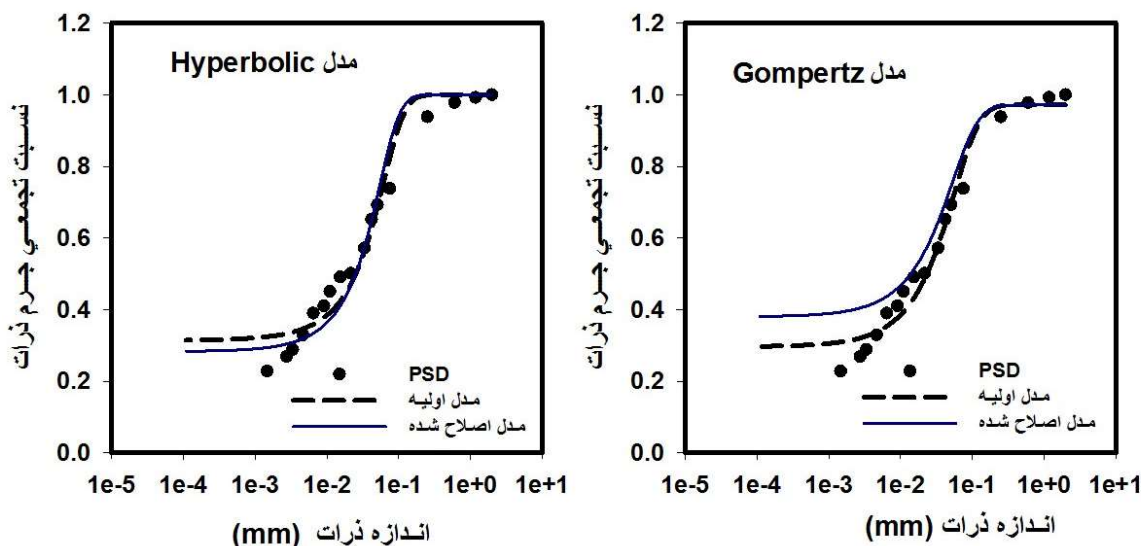 مدل Hyperbolic
نسبت تجمعي جرم ذرات
1.2
1.0
0.8
0.6
0.4
0.2
0.0
PSD
مدل اولیه
مدل اصلاح شده
1e-5 1e-4 1e-3 1e-2 1e-1 1e+0 1e+1
اندازه ذرات (mm)
مدل Gompertz
نسبت تجمعي جرم ذرات
1.2
1.0
0.8
0.6
0.4
0.2
0.0
PSD
مدل اولیه
مدل اصلاح شده
1e-5 1e-4 1e-3 1e-2 1e-1 1e+0 1e+1
اندازه ذرات (mm)